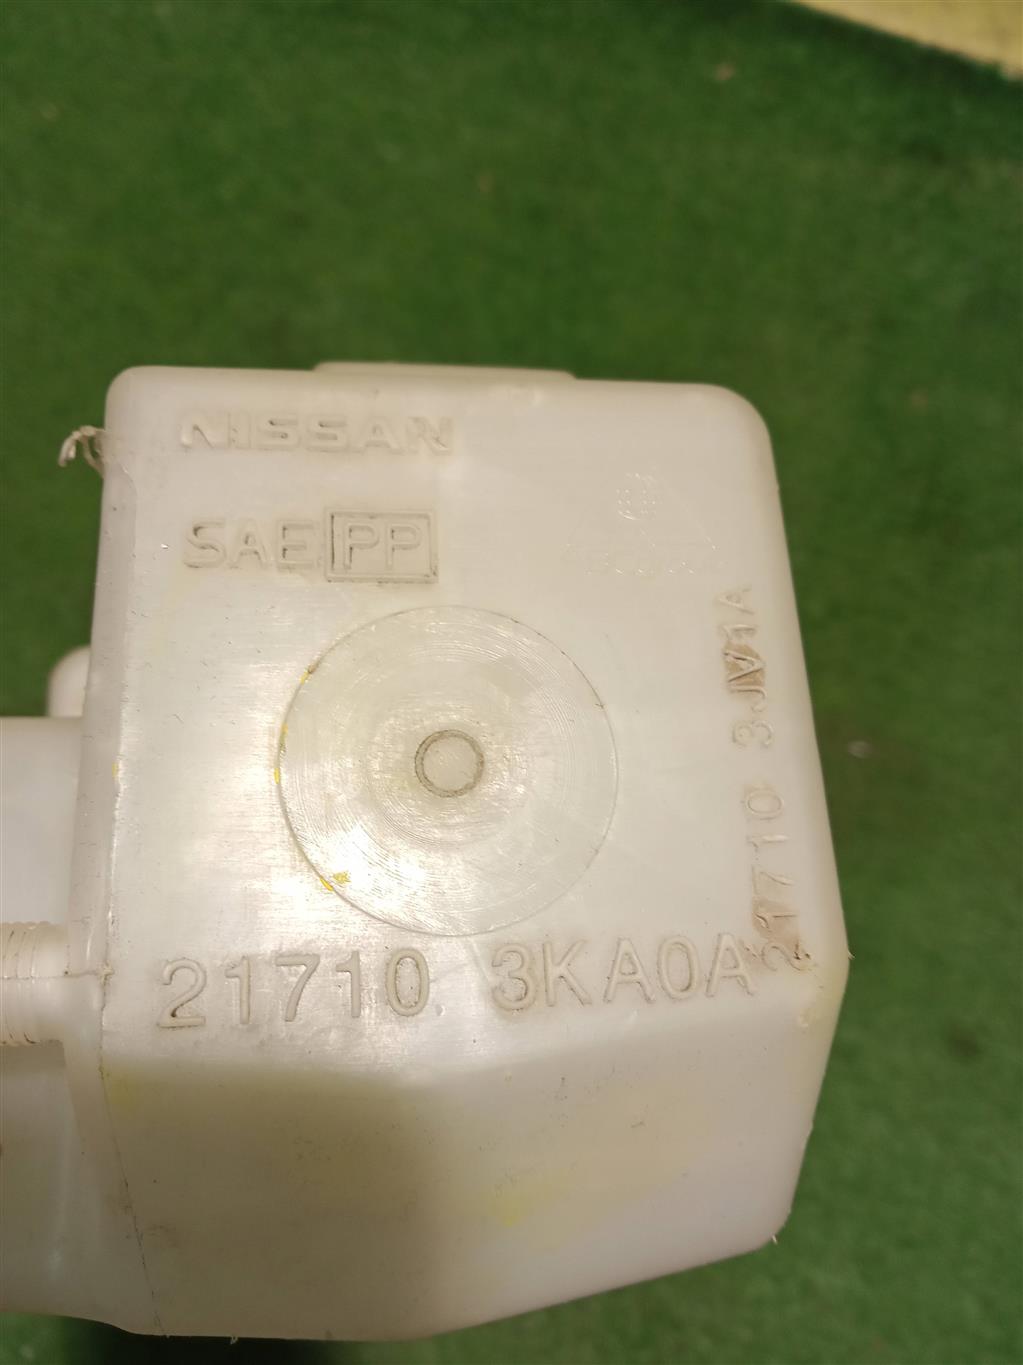 NISSAN
SAE PP
21710 3JV1A
21710 3KA0A